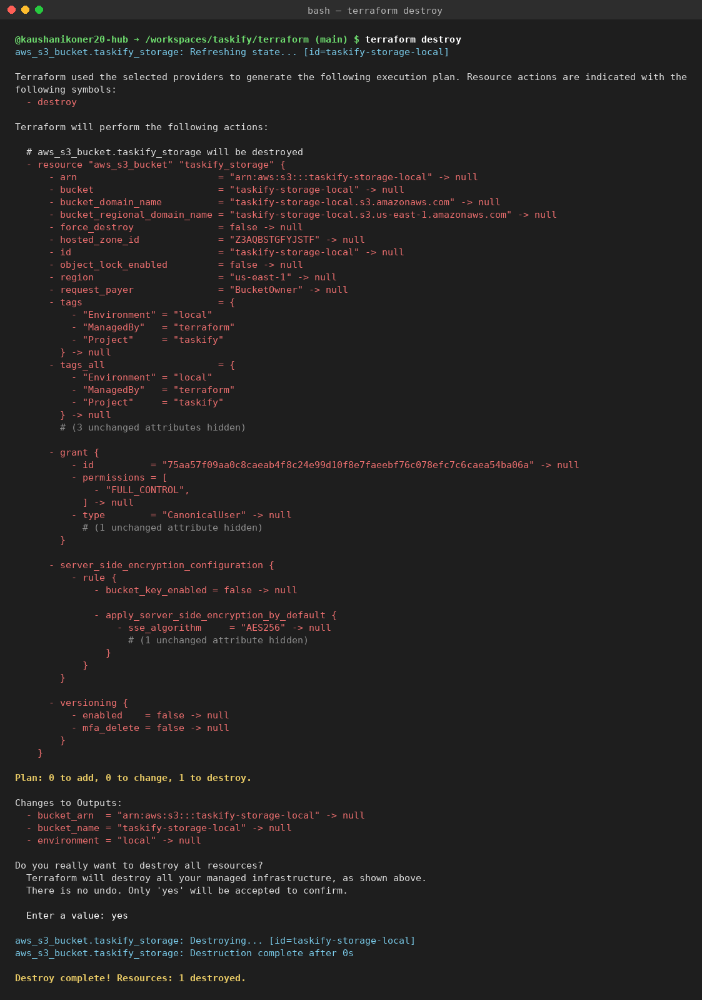 bash — terraform destroy
@kaushanikoner20-hub → /workspaces/taskify/terraform (main) $ terraform destroy
aws_s3_bucket.taskify_storage: Refreshing state... [id=taskify-storage-local]
Terraform used the selected providers to generate the following execution plan. Resource actions are indicated with the
following symbols:
  - destroy
Terraform will perform the following actions:
  # aws_s3_bucket.taskify_storage will be destroyed
  - resource "aws_s3_bucket" "taskify_storage" {
      - arn                         = "arn:aws:s3:::taskify-storage-local" -> null
      - bucket                      = "taskify-storage-local" -> null
      - bucket_domain_name          = "taskify-storage-local.s3.amazonaws.com" -> null
      - bucket_regional_domain_name = "taskify-storage-local.s3.us-east-1.amazonaws.com" -> null
      - force_destroy               = false -> null
      - hosted_zone_id              = "Z3AQBSTGFYJSTF" -> null
      - id                          = "taskify-storage-local" -> null
      - object_lock_enabled         = false -> null
      - region                      = "us-east-1" -> null
      - request_payer               = "BucketOwner" -> null
      - tags                        = {
          - "Environment" = "local"
          - "ManagedBy"   = "terraform"
          - "Project"     = "taskify"
        } -> null
      - tags_all                    = {
          - "Environment" = "local"
          - "ManagedBy"   = "terraform"
          - "Project"     = "taskify"
        } -> null
        # (3 unchanged attributes hidden)
      - grant {
          - id          = "75aa57f09aa0c8caeab4f8c24e99d10f8e7faeebf76c078efc7c6caea54ba06a" -> null
          - permissions = [
              - "FULL_CONTROL",
            ] -> null
          - type        = "CanonicalUser" -> null
            # (1 unchanged attribute hidden)
        }
      - server_side_encryption_configuration {
          - rule {
              - bucket_key_enabled = false -> null
              - apply_server_side_encryption_by_default {
                  - sse_algorithm     = "AES256" -> null
                    # (1 unchanged attribute hidden)
                }
            }
        }
      - versioning {
          - enabled    = false -> null
          - mfa_delete = false -> null
        }
    }
Plan: 0 to add, 0 to change, 1 to destroy.
Changes to Outputs:
  - bucket_arn  = "arn:aws:s3:::taskify-storage-local" -> null
  - bucket_name = "taskify-storage-local" -> null
  - environment = "local" -> null
Do you really want to destroy all resources?
  Terraform will destroy all your managed infrastructure, as shown above.
  There is no undo. Only 'yes' will be accepted to confirm.
  Enter a value: yes
aws_s3_bucket.taskify_storage: Destroying... [id=taskify-storage-local]
aws_s3_bucket.taskify_storage: Destruction complete after 0s
Destroy complete! Resources: 1 destroyed.